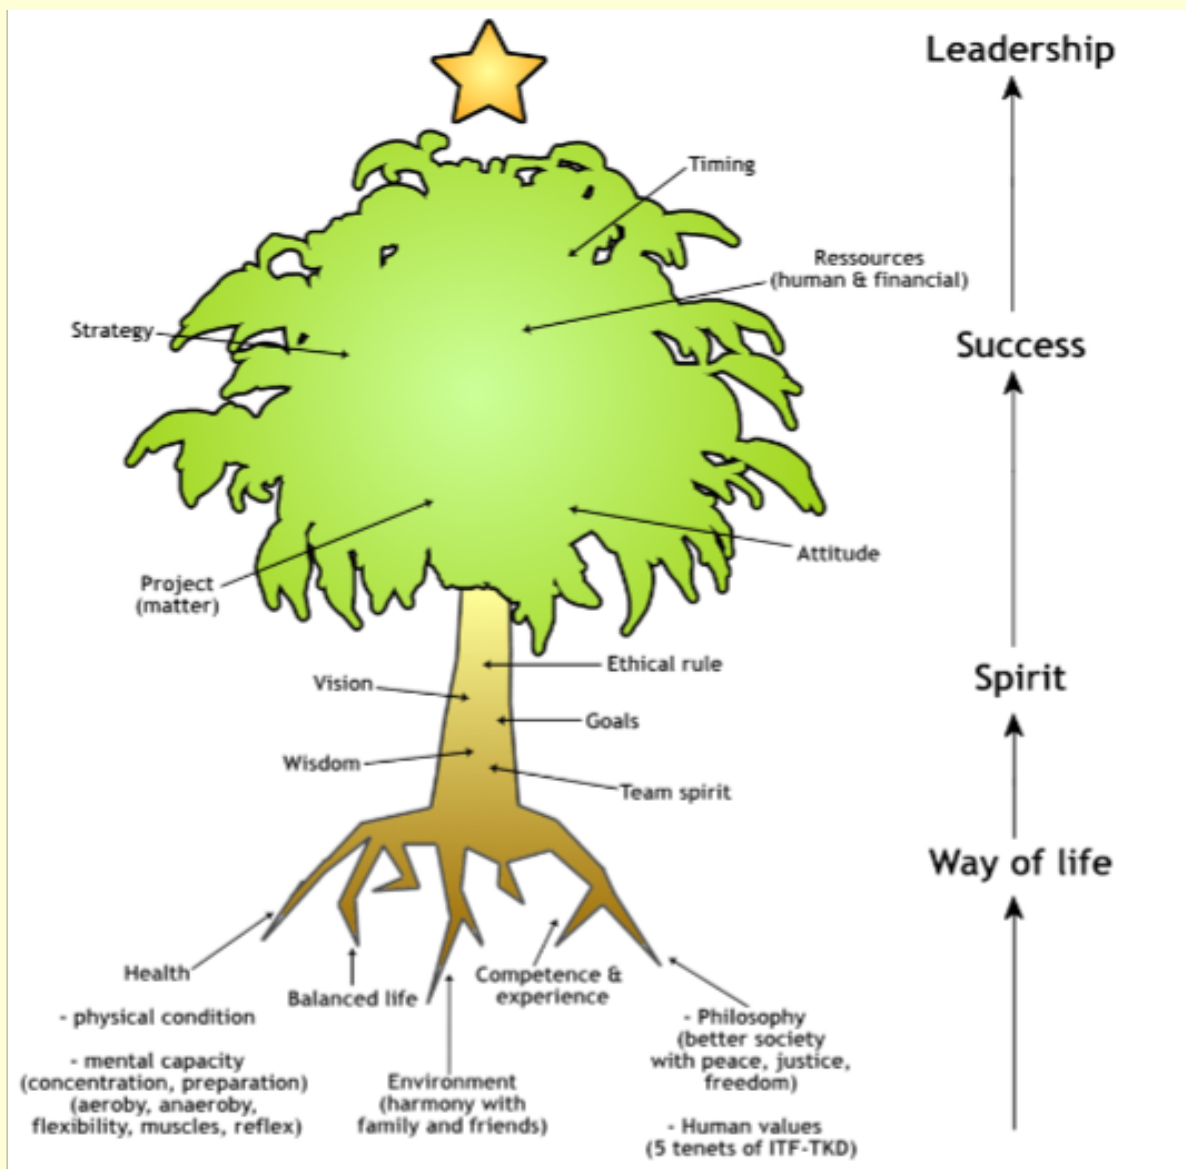 Leadership
Timing
Ressources
(human & financial)
Strategy
Success
Attitude
Project
(matter)
Ethical rule
Spirit
Vision
Goals
Wisdom
Team spirit
Way of life
Health
- physical condition
- mental capacity
(concentration, preparation)
(aeroby, anaeroby,
flexibility, muscles, reflex)
Balanced life
Environment
(harmony with
family and friends)
Competence &
experience
- Philosophy
(better society
with peace, justice,
freedom)
- Human values
(5 tenets of ITF-TKD)